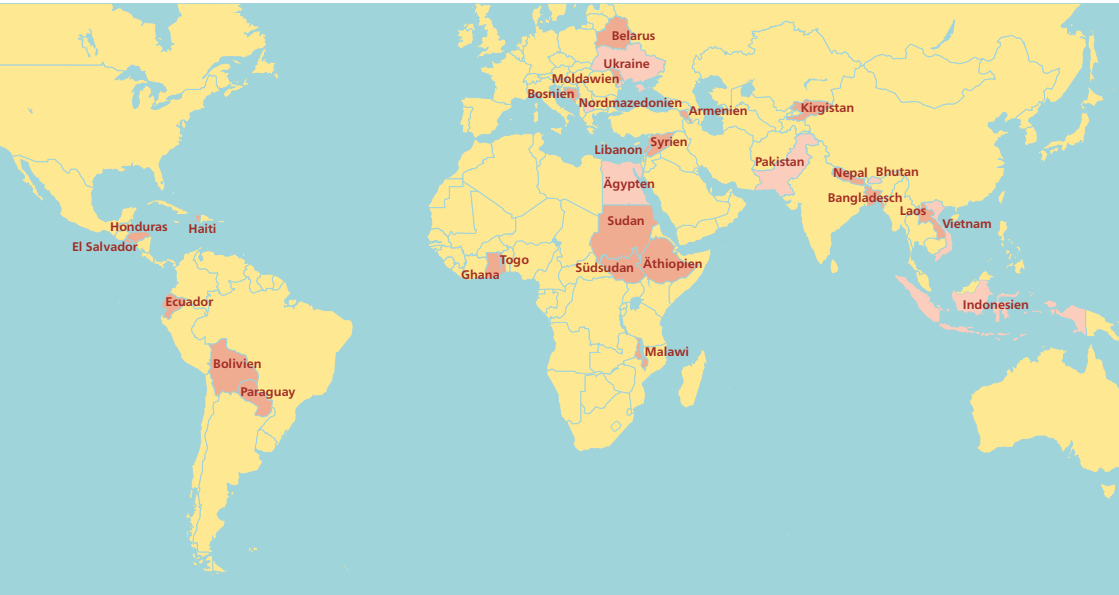 Belarus
Ukraine
Moldawien
Bosnien
Nordmazedonien
Armenien
Kirgistan
Libanon
Syrien
Pakistan
Nepal
Bhutan
Ägypten
Bangladesch
Laos
Vietnam
Sudan
Honduras
Haiti
El Salvador
Togo
Ghana
Südsudan
Äthiopien
Ecuador
Indonesien
Malawi
Bolivien
Paraguay